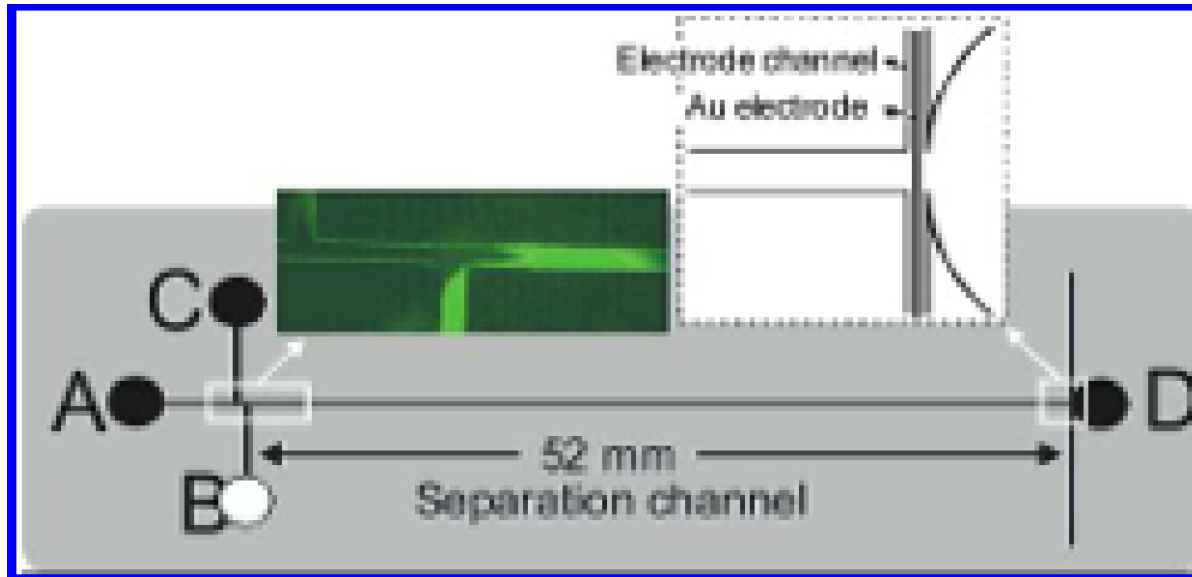 Electrode channel
Au electrode
C
A
D
52 mm
B
Separation channel